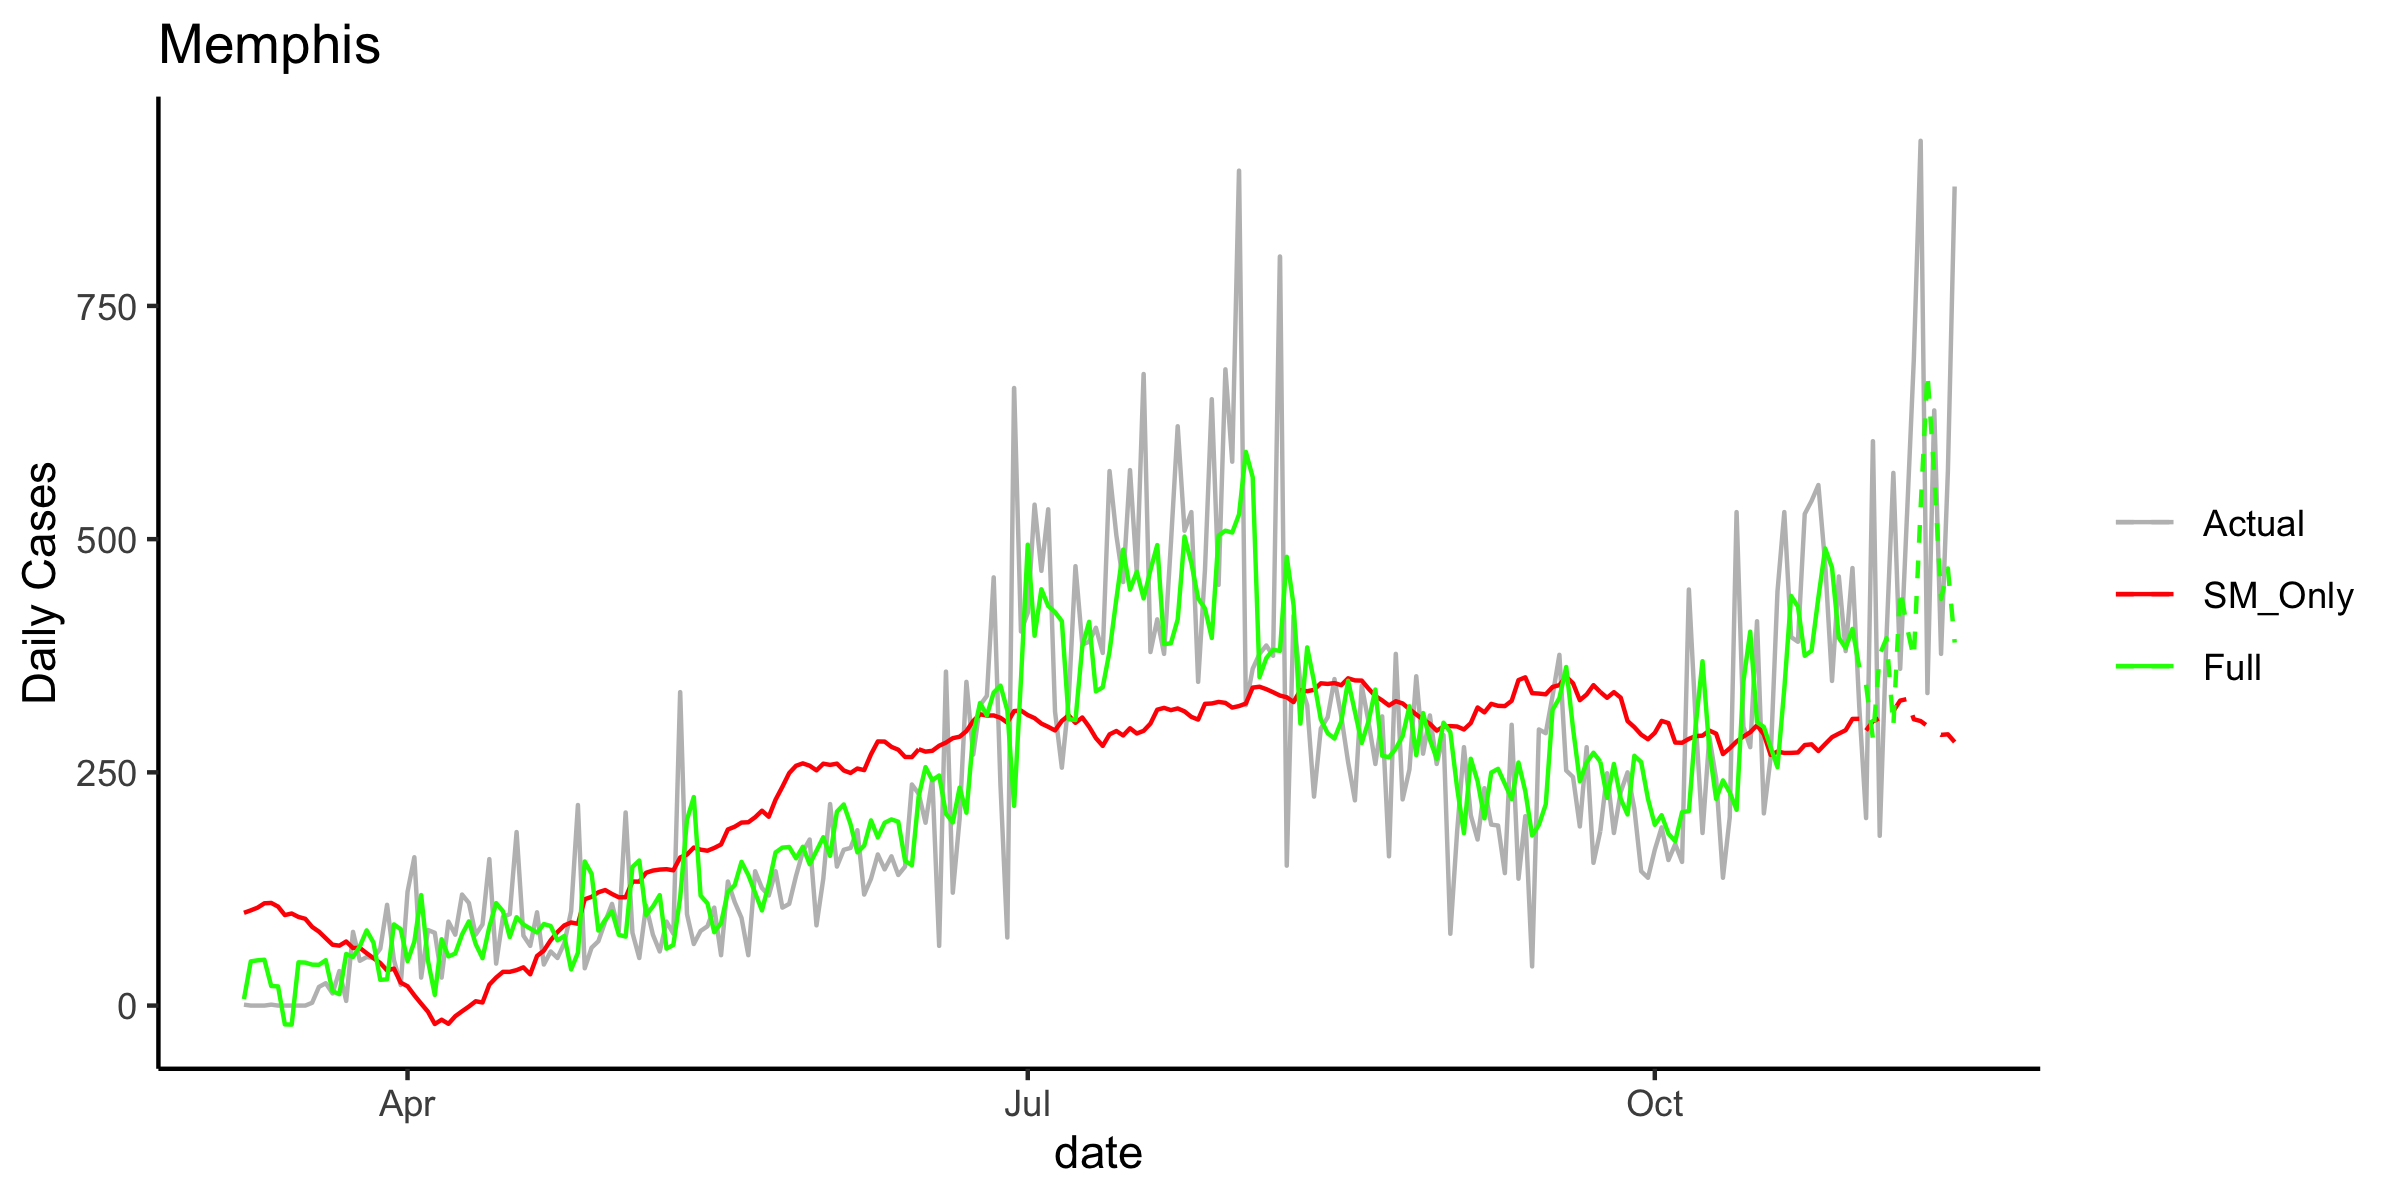 Memphis
Daily Cases
750
500
250
0
Apr
Jul
Oct
date
Actual
SM_Only
Full